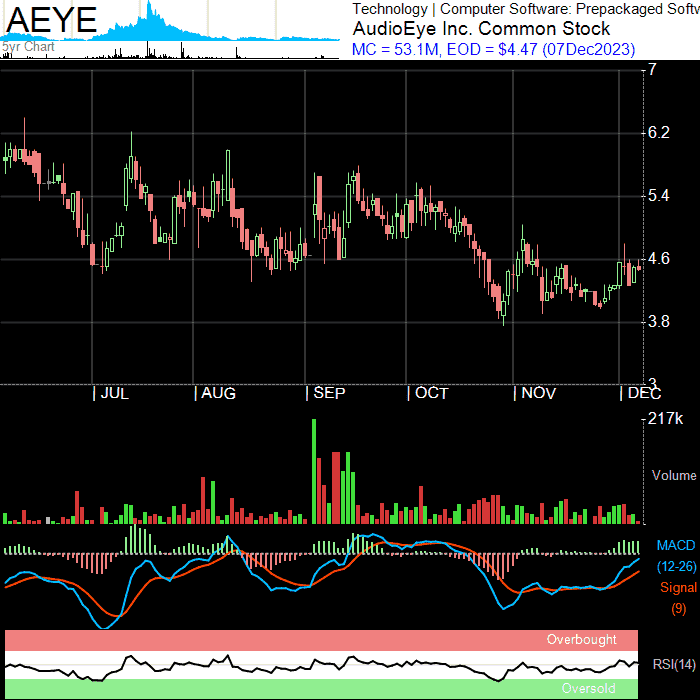 AEYE
5yr Chart
Technology | Computer Software: Prepackaged Softw
AudioEye Inc. Common Stock
MC = 53.1M, EOD = $4.47 (07Dec2023)
7
6.2
5.4
4.6
3.8
3
| JUL | AUG | SEP | OCT | NOV | DEC
217k
Volume
MACD
(12-26)
Signal
(9)
Overbought
RSI(14)
Oversold